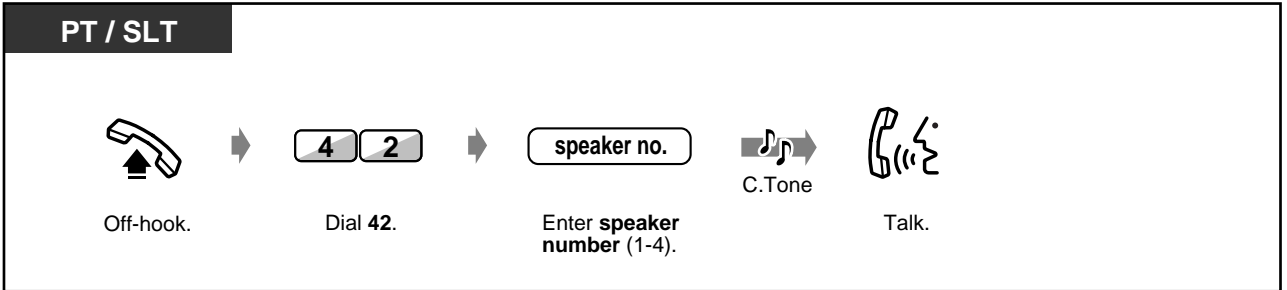 PT / SLT
4 2
speaker no.
C.Tone
Off-hook.
Dial 42.
Enter speaker
number (1-4).
Talk.